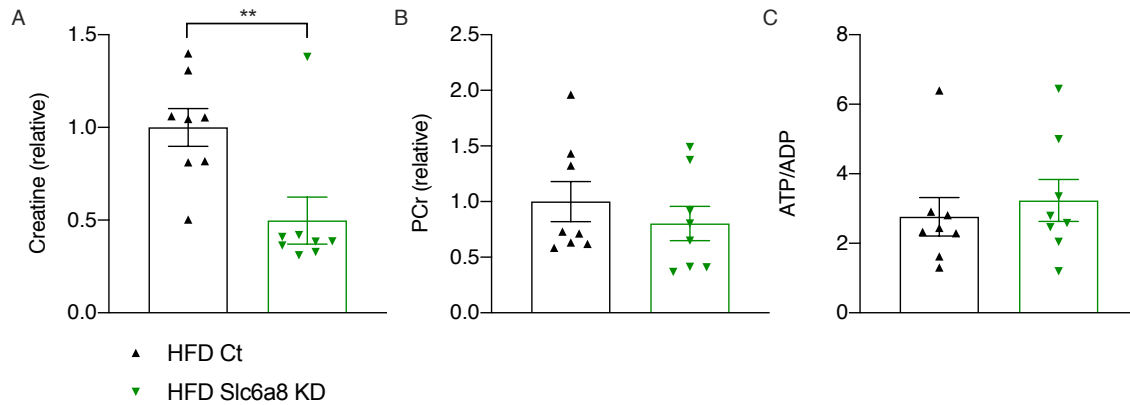 A
**
Creatine (relative)
1.5
1.0
0.5
0.0
B
PCr (relative)
2.5
2.0
1.5
1.0
0.5
0.0
C
ATP/ADP
8
6
4
2
0
HFD Ct
HFD Slc6a8 KD